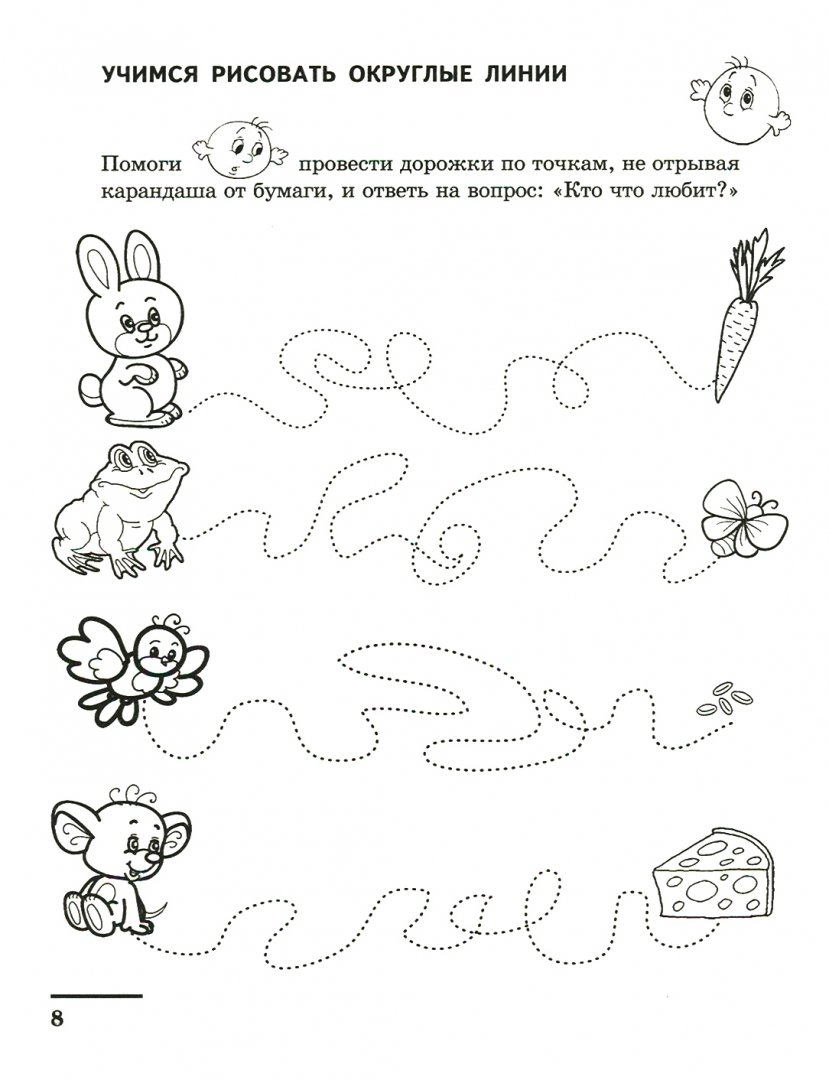 УЧИМСЯ РИСОВАТЬ ОКРУГЛЫЕ ЛИНИИ
Помоги провести дорожки по точкам, не отрывая
карандаша от бумаги, и ответь на вопрос: «Кто что любит?»
8